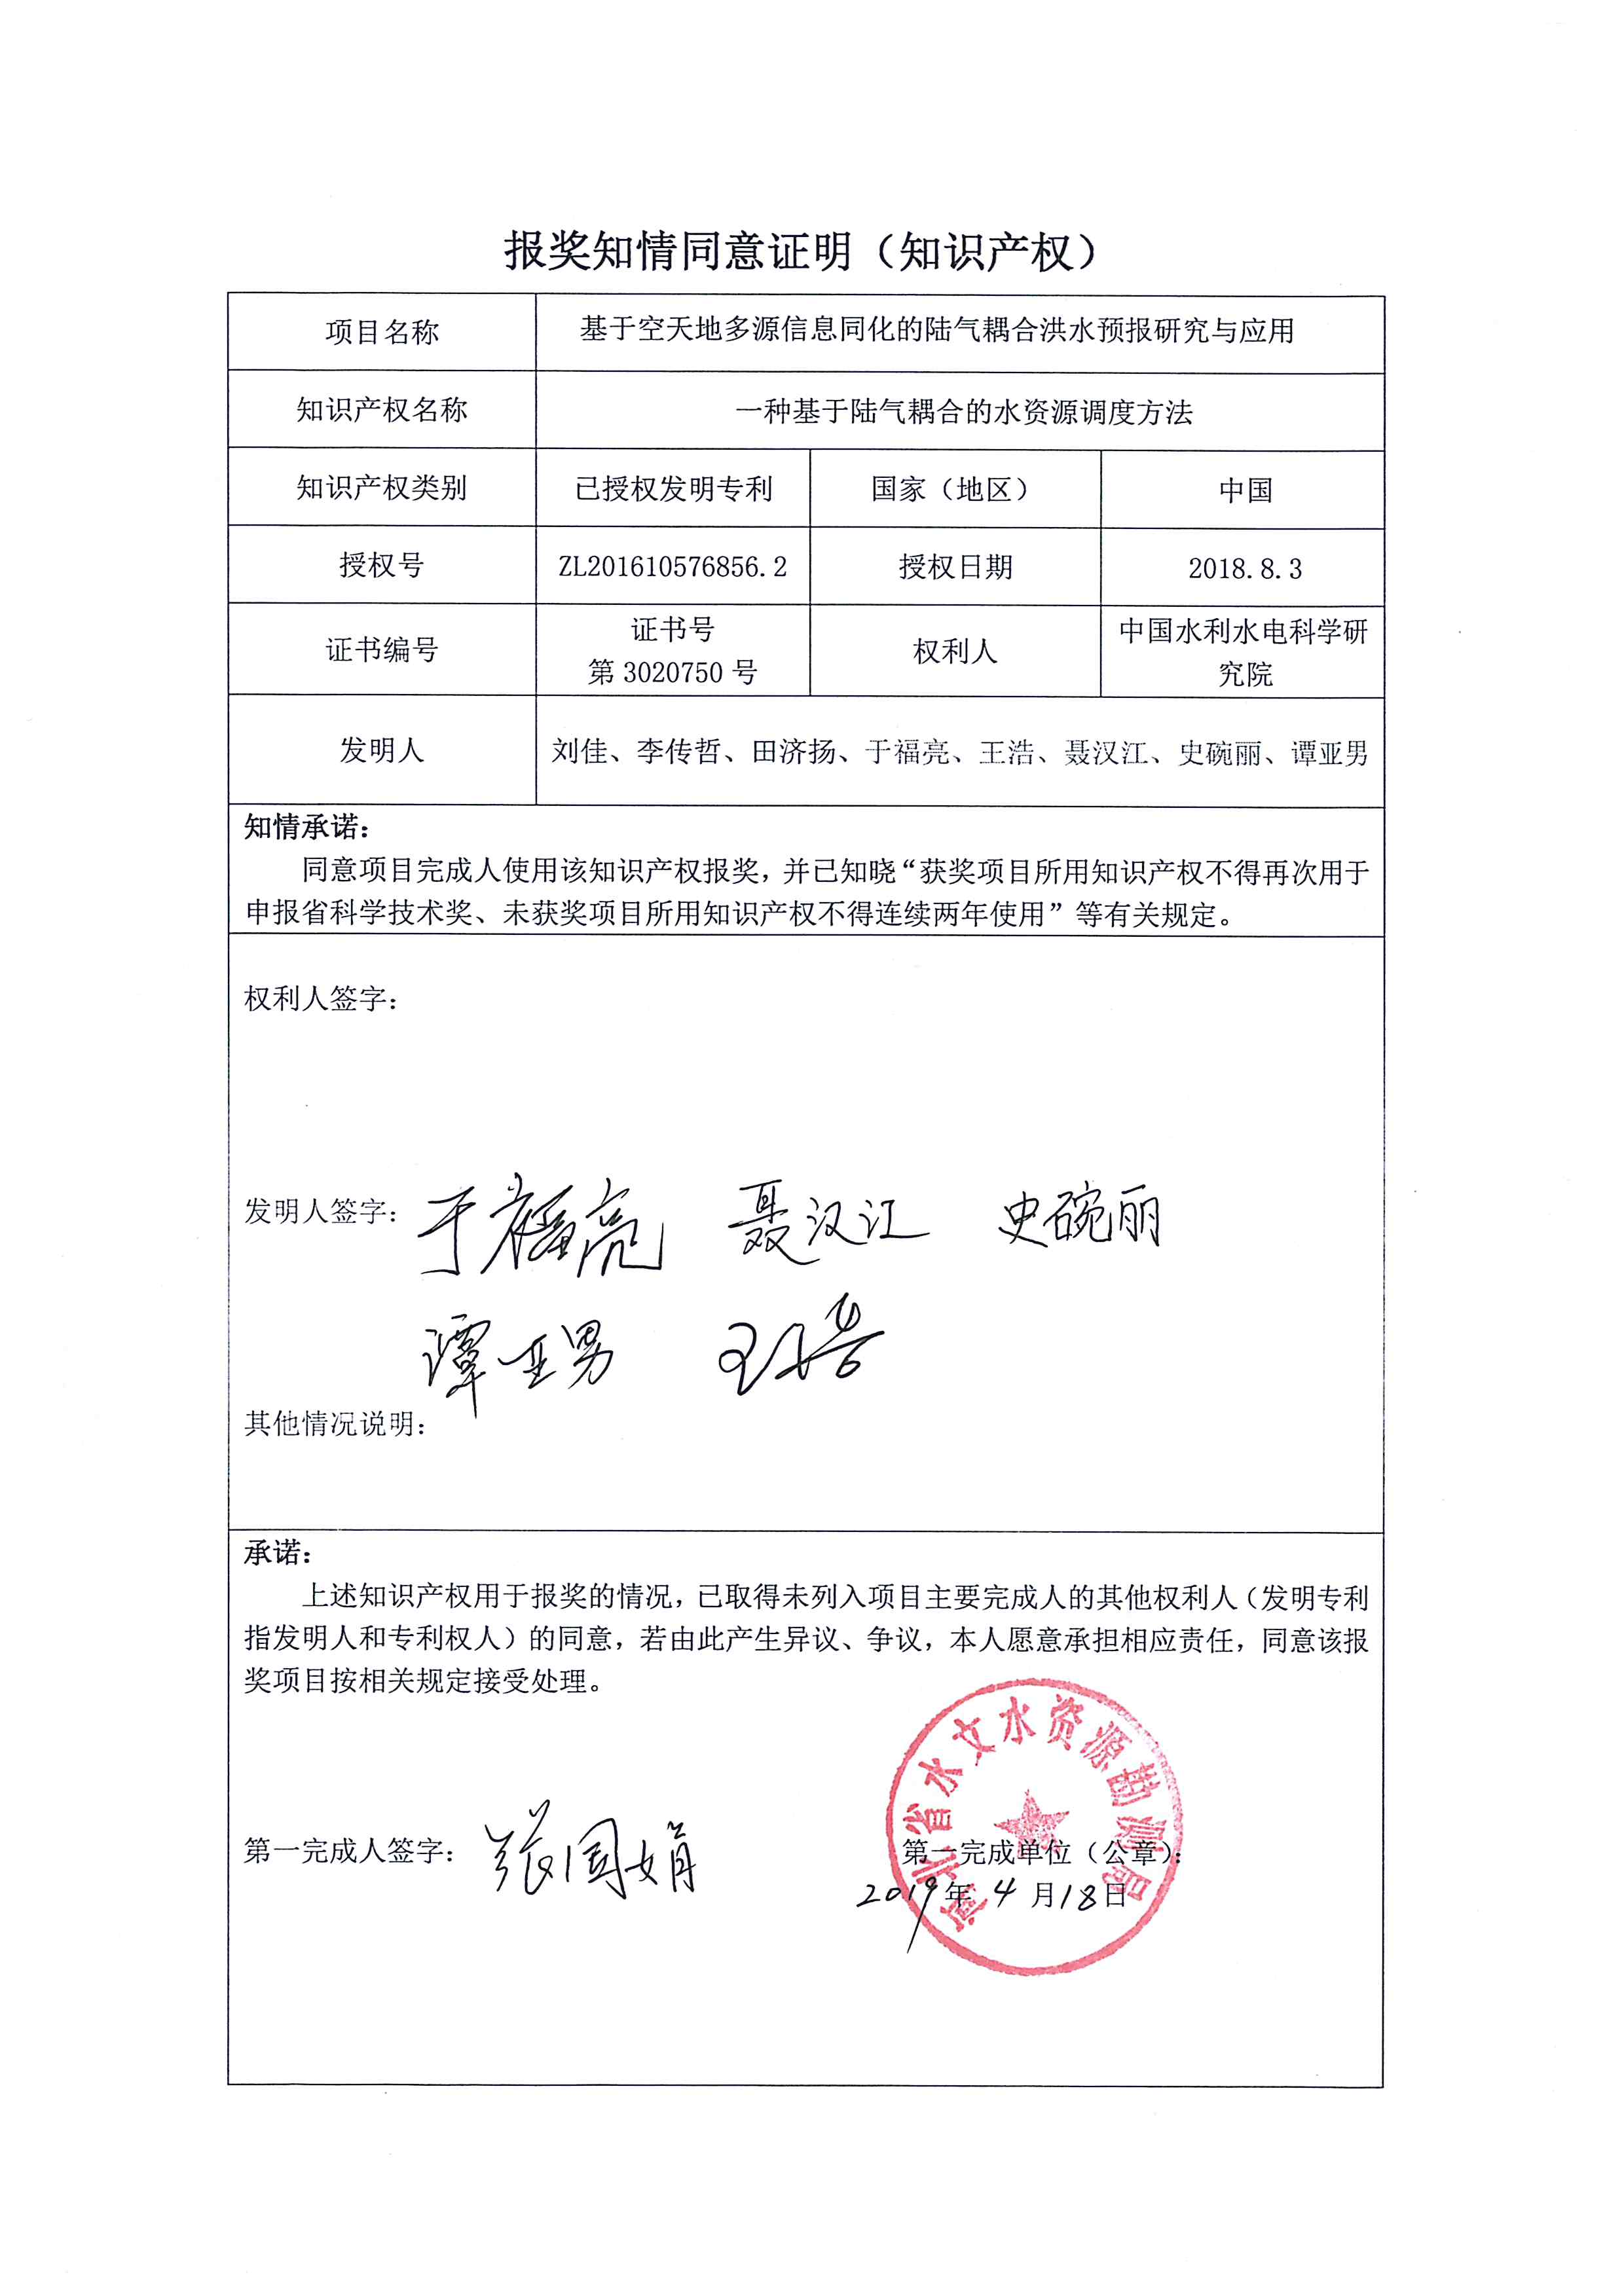 报奖知情同意证明（知识产权）
项目名称 基于空天地多源信息同化的陆气耦合洪水预报研究与应用
知识产权名称 一种基于陆气耦合的水资源调度方法
知识产权类别 已授权发明专利 国家（地区） 中国
授权号 ZL201610576856.2 授权日期 2018.8.3
证书编号 证书号
第 3020750 号 权利人 中国水利水电科学研
究院
发明人 刘佳、李传哲、田济扬、于福亮、王浩、聂汉江、史碗丽、谭亚男
知情承诺：
同意项目完成人使用该知识产权报奖，并已知晓“获奖项目所用知识产权不得再次用于
申报省科学技术奖、未获奖项目所用知识产权不得连续两年使用”等有关规定。
权利人签字：
发明人签字： 于福亮 聂汉江 史碗丽
谭亚男 王浩
其他情况说明：
承诺：
上述知识产权用于报奖的情况，已取得未列入项目主要完成人的其他权利人（发明专利
指发明人和专利权人）的同意，若由此产生异议、争议，本人愿意承担相应责任，同意该报
奖项目按相关规定接受处理。
河北省水文水资源勘测局
第一完成人签字： 张国娟 第一完成单位（公章）：
2019年 4 月18日